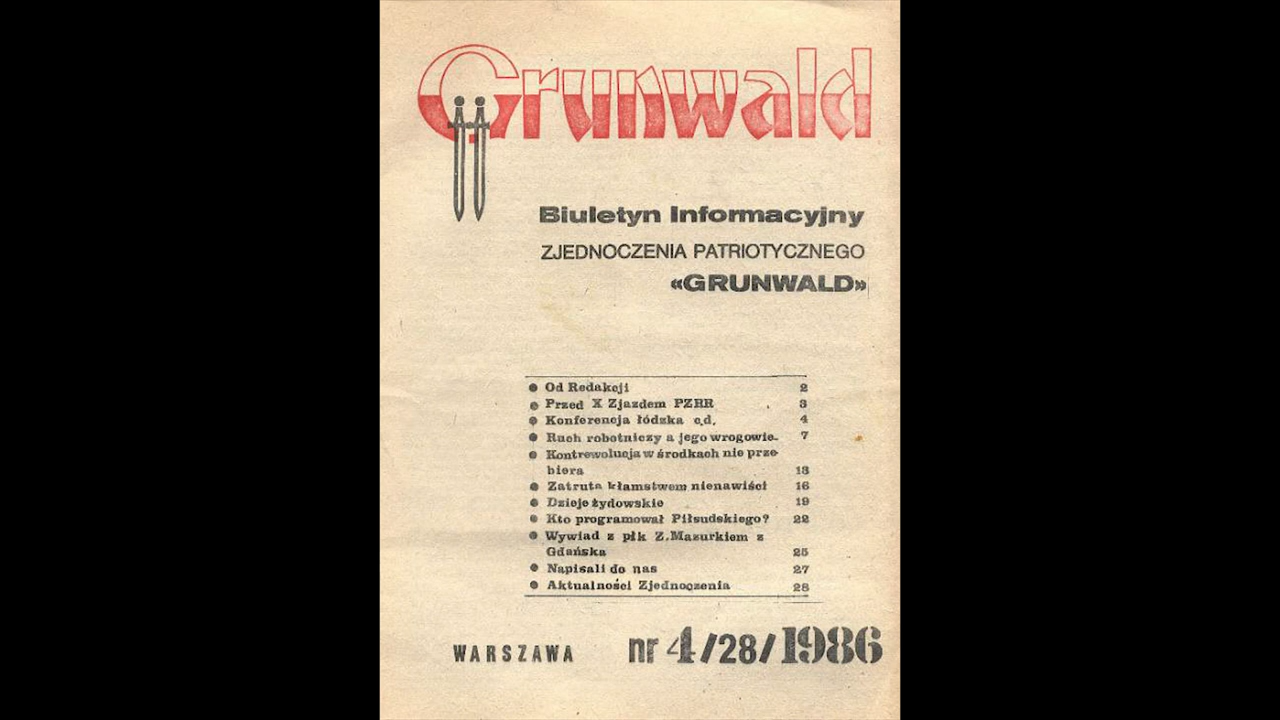 Grunwald
Biuletyn Informacyjny
ZJEDNOCZENIA PATRIOTYCZNEGO
«GRUNWALD»
● Od Redakcji 2
● Przed X Zjazdem PZRR 3
● Konferencja łódzka c.d. 4
● Ruch robotniczy a jego wrogowie- 7
● Kontrewolucja w środkach nie prze-
biera 13
● Zatruta kłamstwem nienawiści 16
● Dzieje żydowskie 19
● Kto programował Piłsudskiego? 22
● Wywiad z płk Z.Mazurkiem z
Gdańska 25
● Napisali do nas 27
● Aktualności Zjednoczenia 28
WARSZAWA nr 4/28/1986